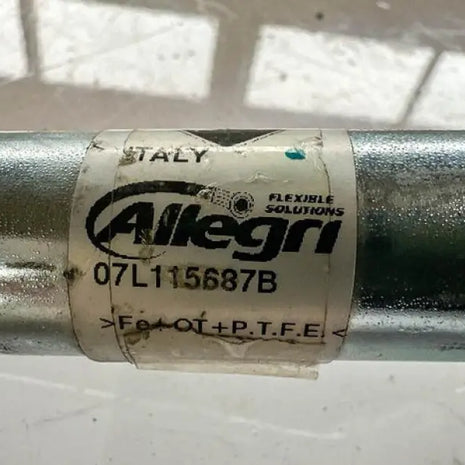 ITALY
FLEXIBLE
SOLUTIONS
Allegri
07L115687B
>Fe+OT+P.T.F.E.<